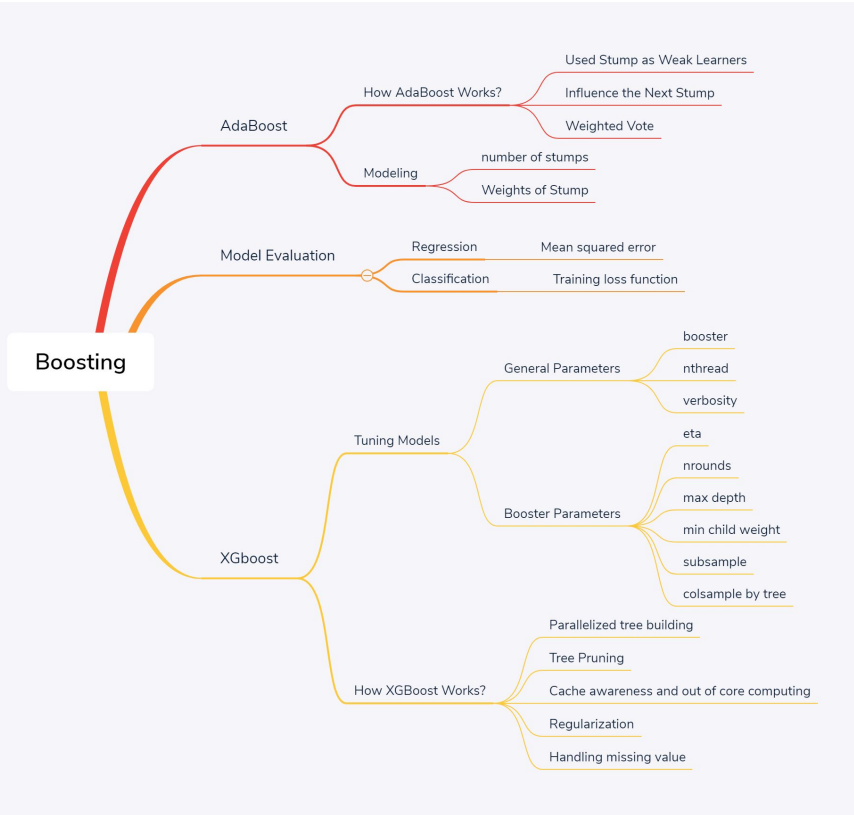 Boosting
AdaBoost
How AdaBoost Works?
Used Stump as Weak Learners
Influence the Next Stump
Weighted Vote
Modeling
number of stumps
Weights of Stump
Model Evaluation
Regression
Mean squared error
Classification
Training loss function
XGboost
Tuning Models
General Parameters
booster
nthread
verbosity
Booster Parameters
eta
nrounds
max depth
min child weight
subsample
colsample by tree
How XGBoost Works?
Parallelized tree building
Tree Pruning
Cache awareness and out of core computing
Regularization
Handling missing value